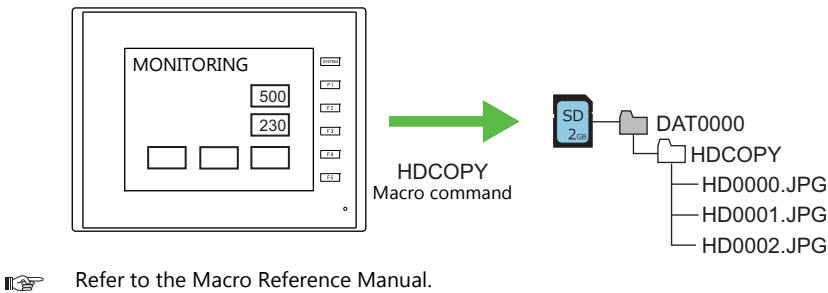 MONITORING
500
230
SYSTEM
F1
F2
F3
F4
F5
HDCOPY
Macro command
SD
2GB
DAT0000
HDCOPY
HD0000.JPG
HD0001.JPG
HD0002.JPG
Refer to the Macro Reference Manual.